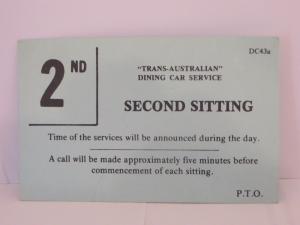 DC43a
2ND
"TRANS-AUSTRALIAN"
DINING CAR SERVICE
SECOND SITTING
Time of the services will be announced during the day.
A call will be made approximately five minutes before
commencement of each sitting.
P.T.O.